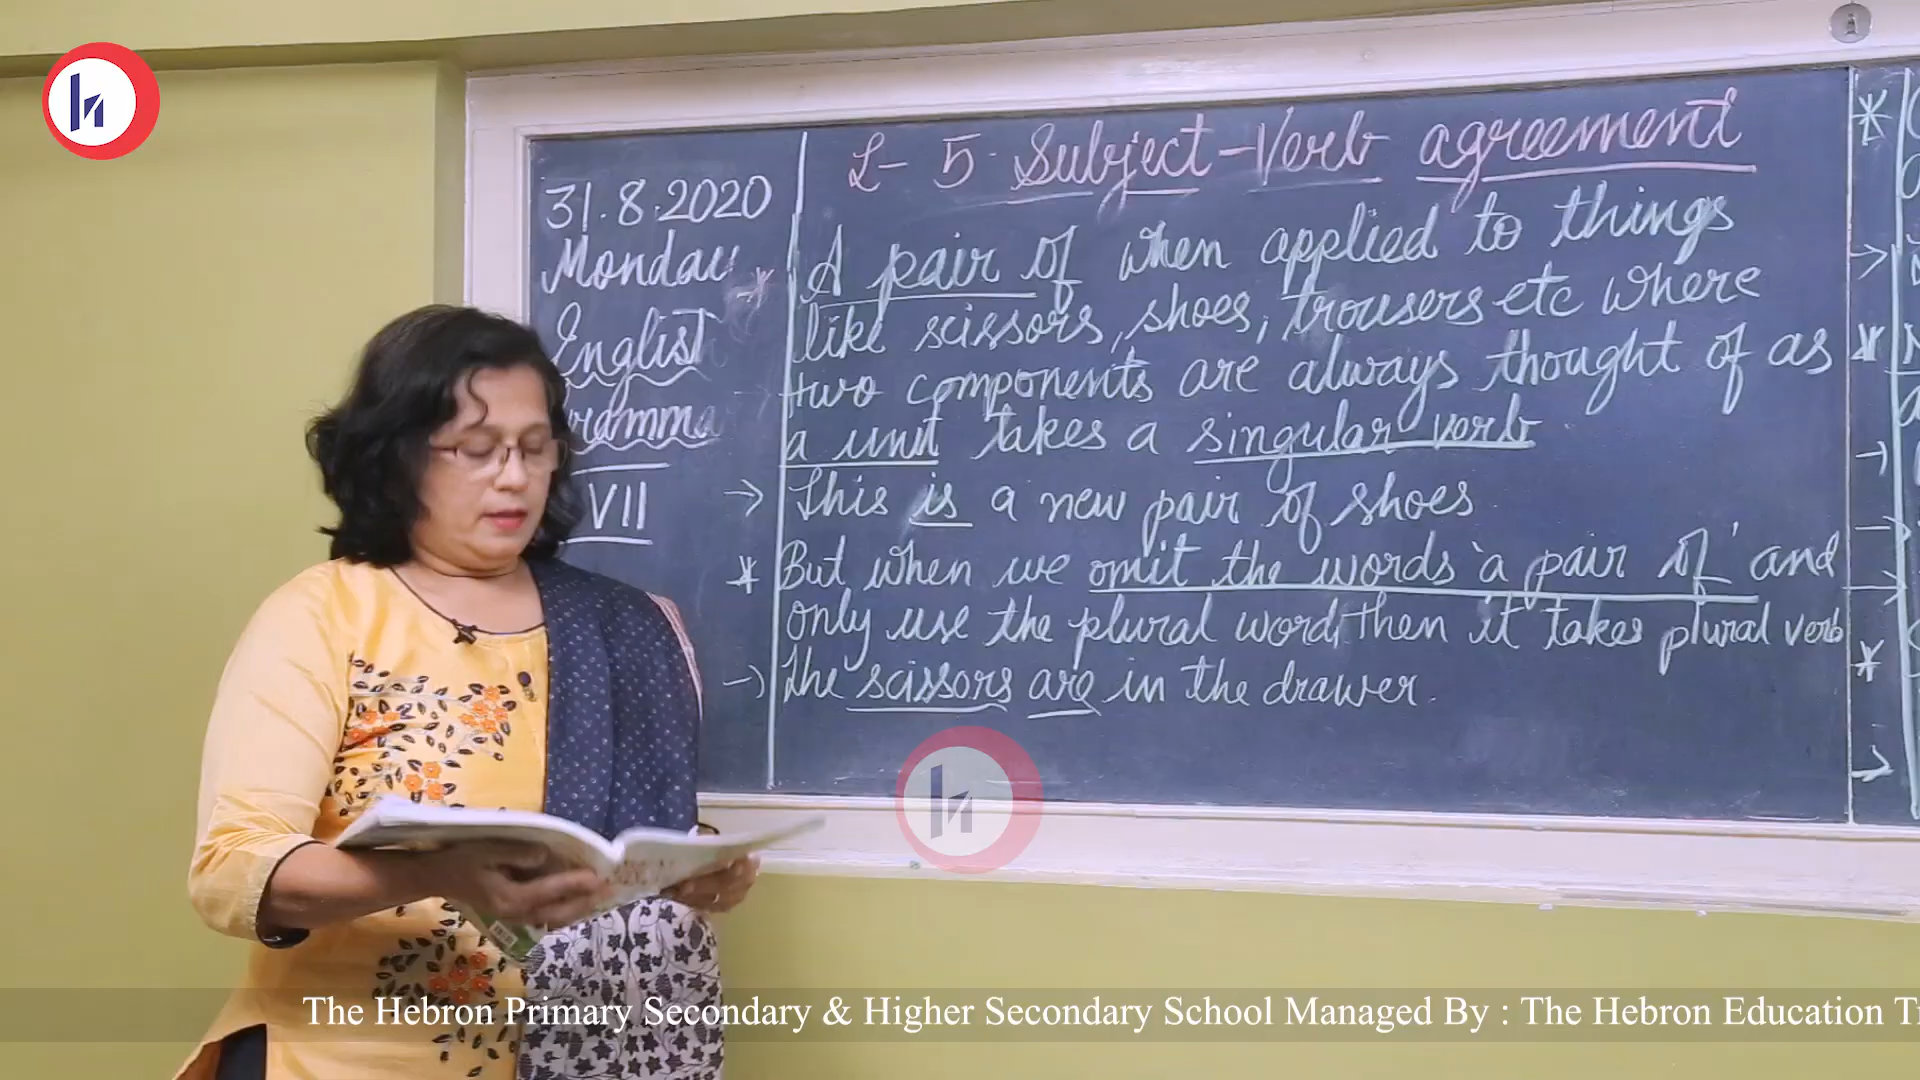 31.8.2020
Monday
English
Gramma
VII
L- 5 Subject-Verb agreement
* A pair of when applied to things
like scissors, shoes, trousers etc where
two components are always thought of as
a unit takes a singular verb
→ This is a new pair of shoes
* But when we omit the words 'a pair of' and
only use the plural word, then it takes plural verb
→ The scissors are in the drawer.
The Hebron Primary Secondary & Higher Secondary School Managed By : The Hebron Education T